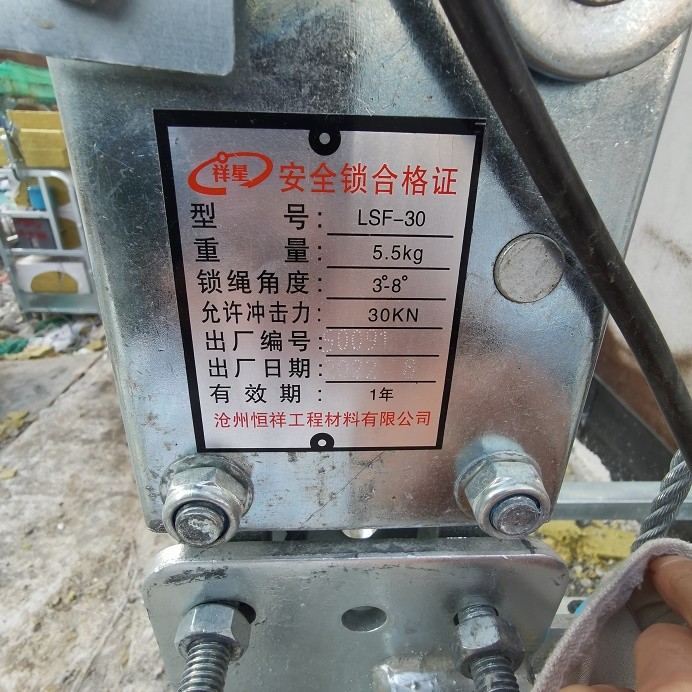 祥星 安全锁合格证
型号: LSF-30
重量: 5.5kg
锁绳角度: 3°-8°
允许冲击力: 30KN
出厂编号:
出厂日期:
有效期: 1年
沧州恒祥工程材料有限公司